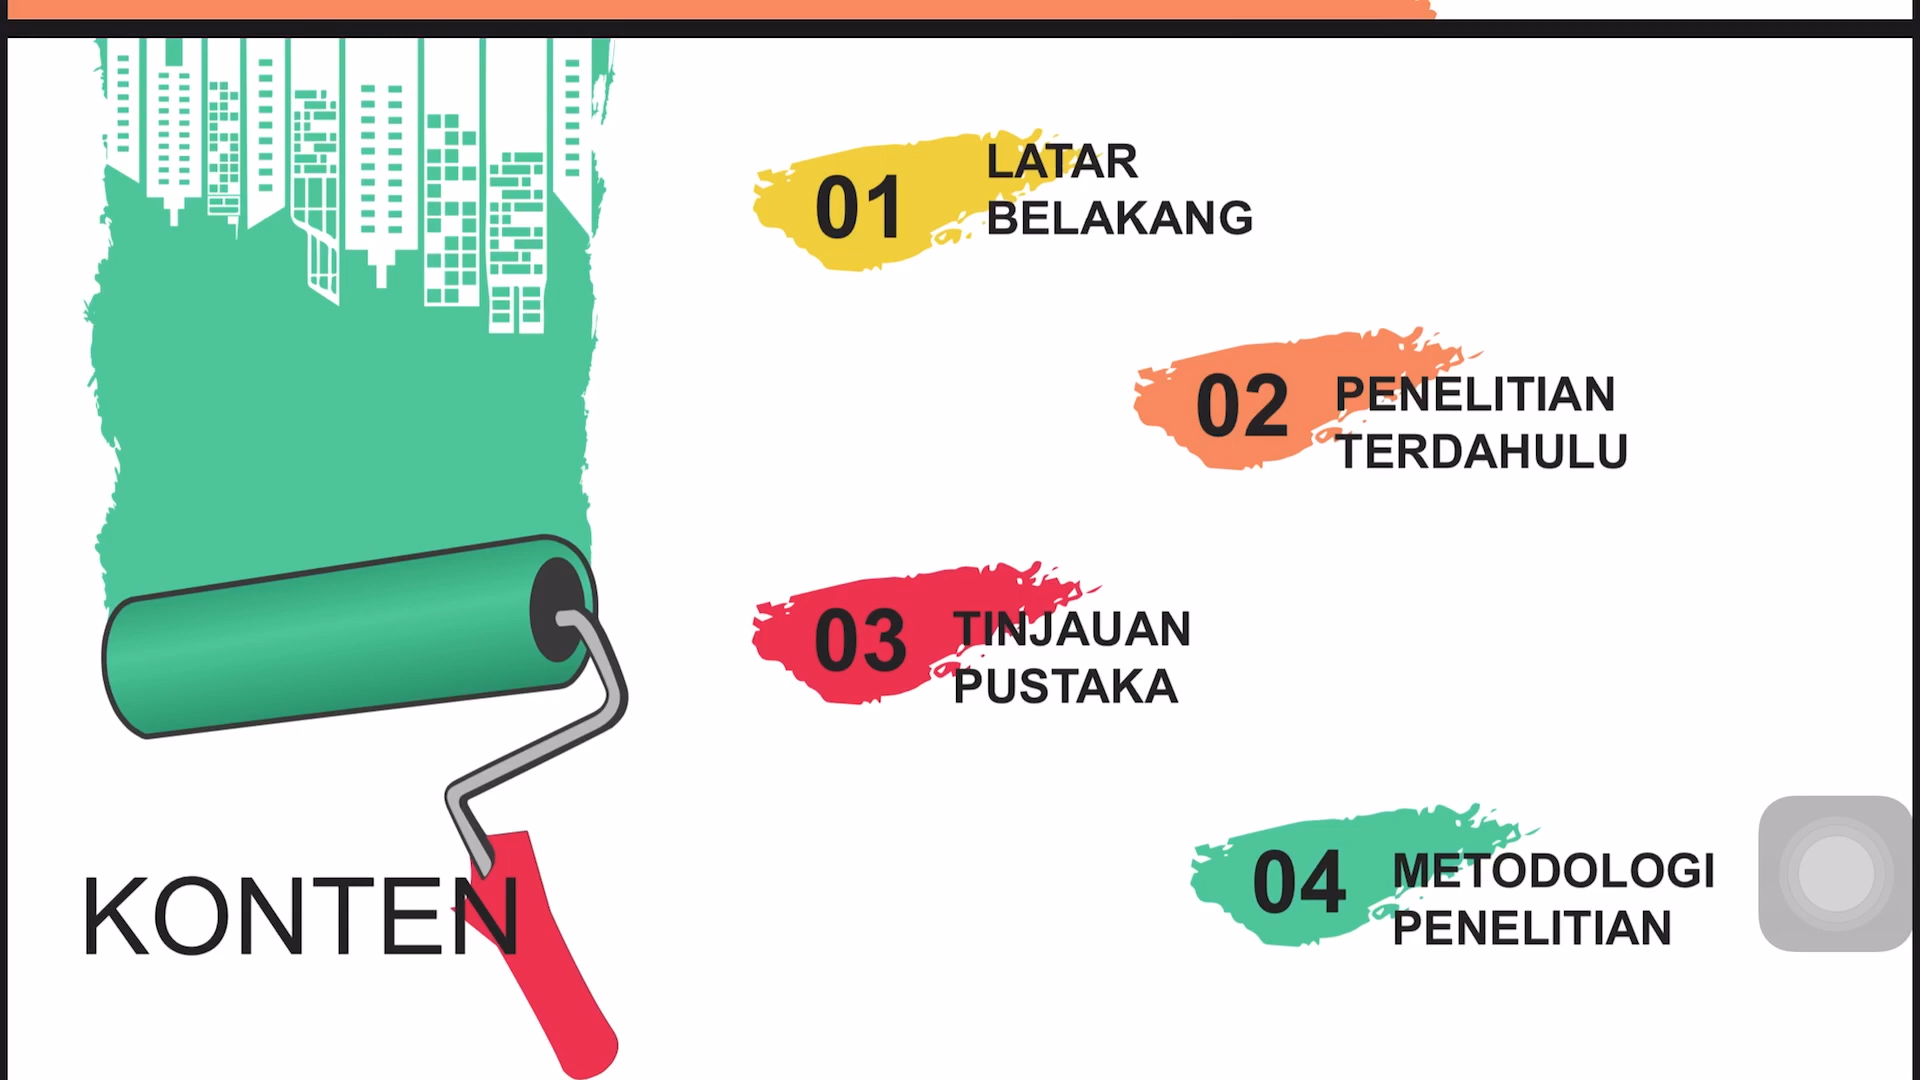 01
LATAR
BELAKANG
02
PENELITIAN
TERDAHULU
03
TINJAUAN
PUSTAKA
04
METODOLOGI
PENELITIAN
KONTEN